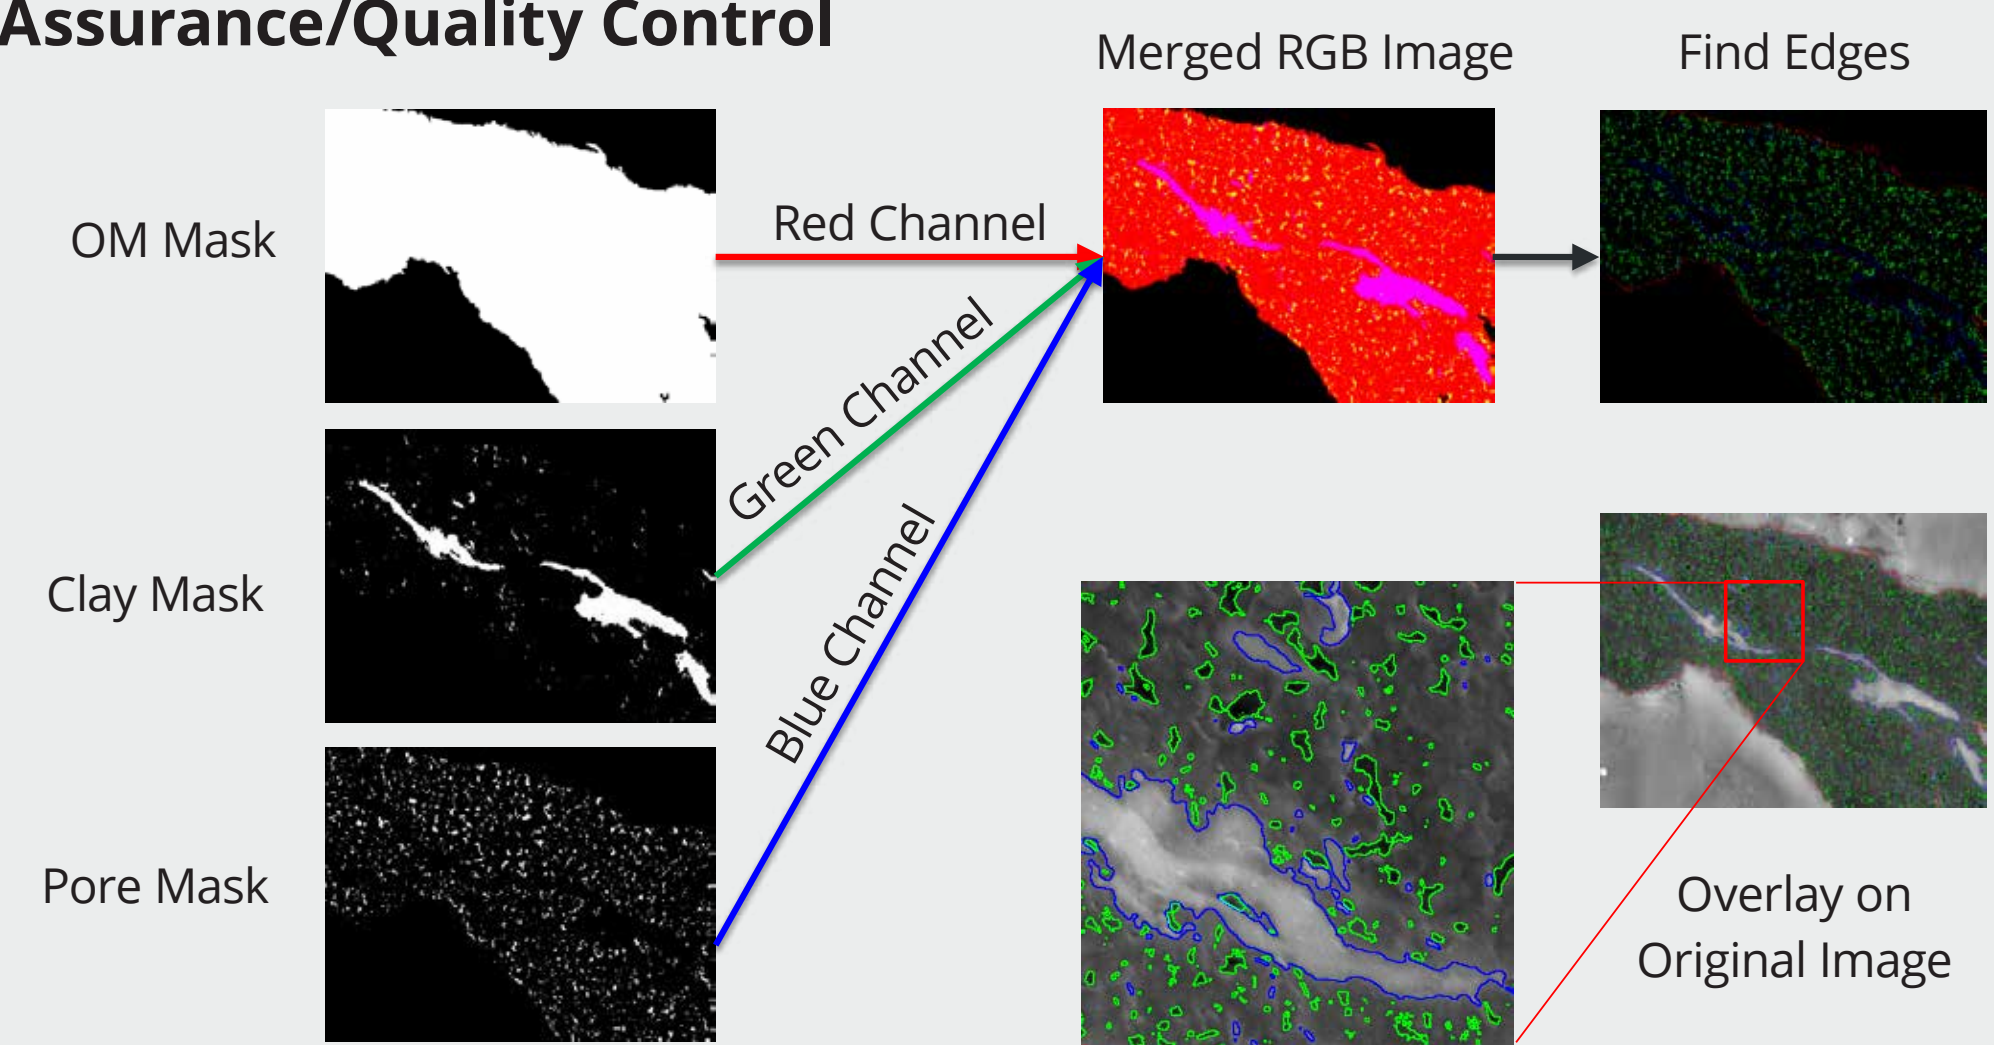 Assurance/Quality Control
Merged RGB Image
Find Edges
OM Mask
Red Channel
Green Channel
Clay Mask
Blue Channel
Pore Mask
Overlay on
Original Image